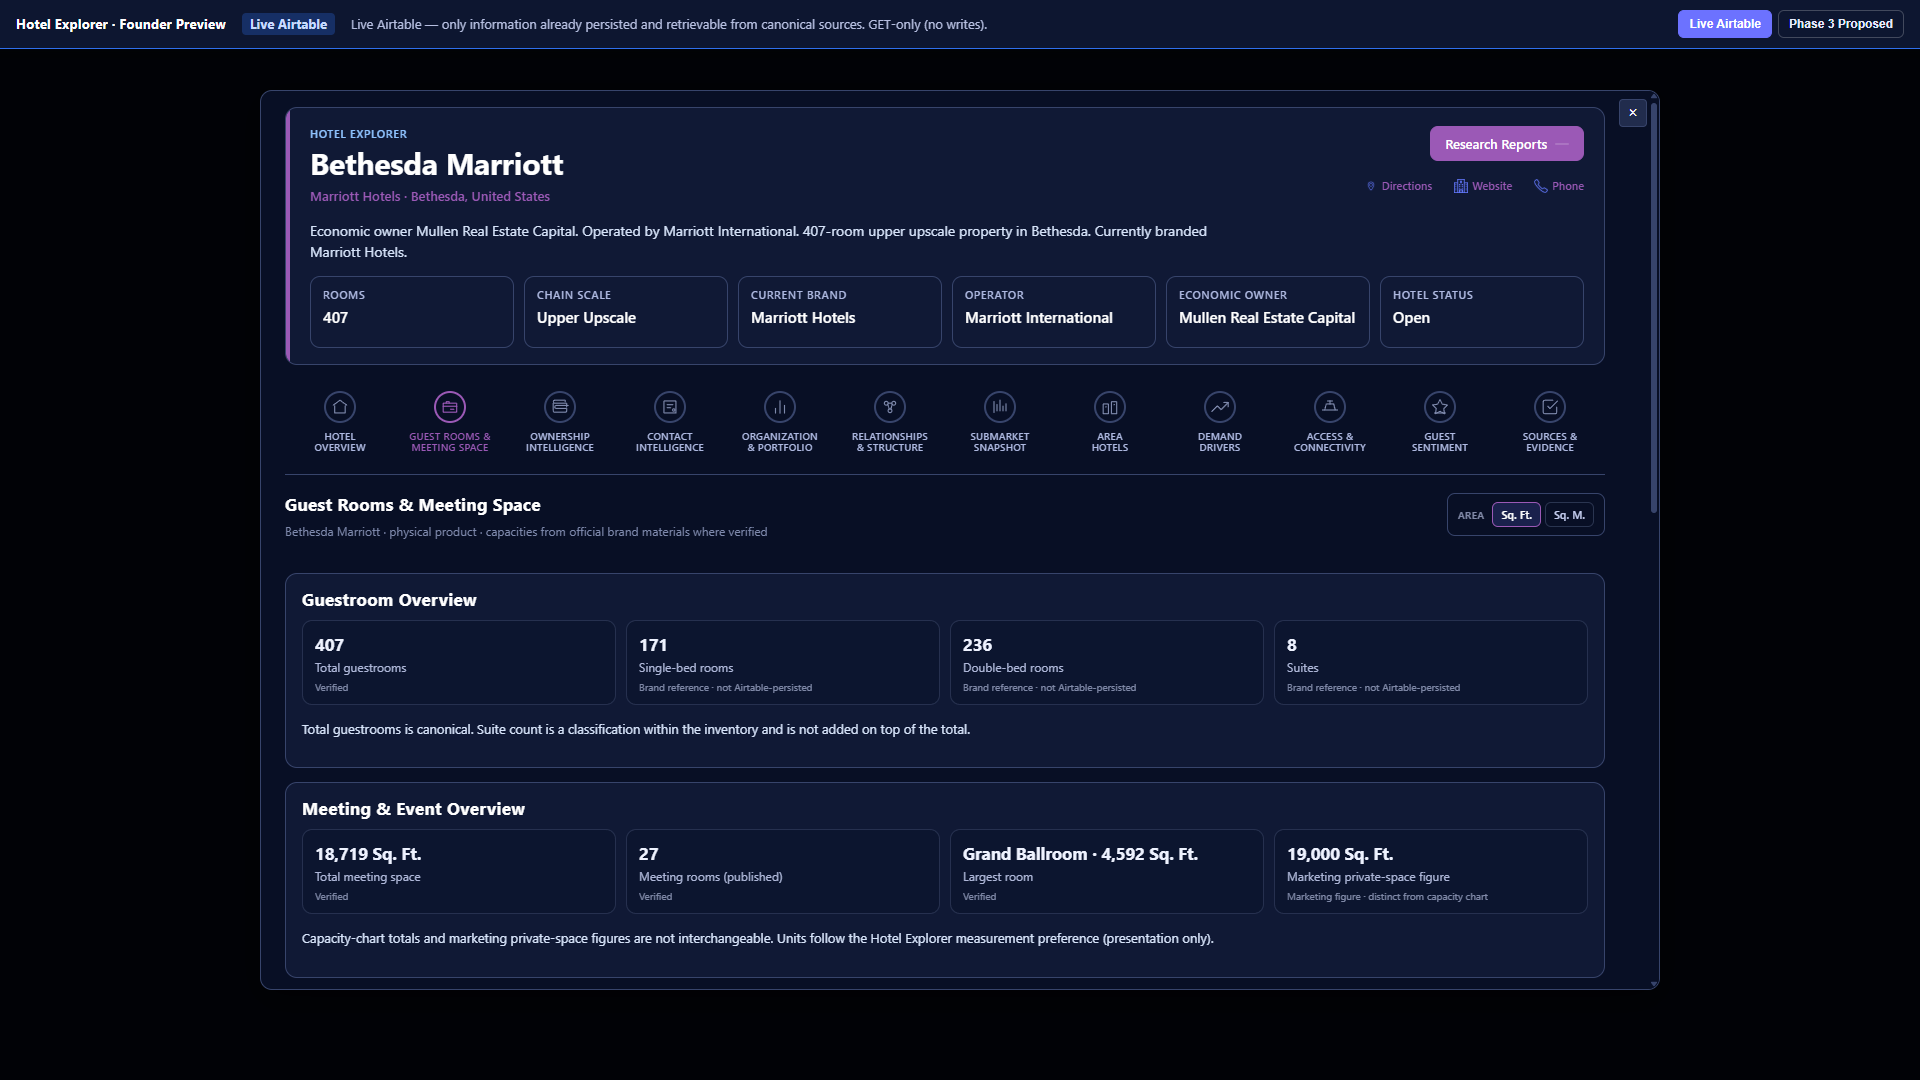 Hotel Explorer · Founder Preview
Live Airtable
Live Airtable — only information already persisted and retrievable from canonical sources. GET-only (no writes).
Live Airtable
Phase 3 Proposed
×
HOTEL EXPLORER
Bethesda Marriott
Marriott Hotels · Bethesda, United States
Research Reports —
Directions
Website
Phone
Economic owner Mullen Real Estate Capital. Operated by Marriott International. 407-room upper upscale property in Bethesda. Currently branded
Marriott Hotels.
ROOMS
407
CHAIN SCALE
Upper Upscale
CURRENT BRAND
Marriott Hotels
OPERATOR
Marriott International
ECONOMIC OWNER
Mullen Real Estate Capital
HOTEL STATUS
Open
HOTEL
OVERVIEW
GUEST ROOMS &
MEETING SPACE
OWNERSHIP
INTELLIGENCE
CONTACT
INTELLIGENCE
ORGANIZATION
& PORTFOLIO
RELATIONSHIPS
& STRUCTURE
SUBMARKET
SNAPSHOT
AREA
HOTELS
DEMAND
DRIVERS
ACCESS &
CONNECTIVITY
GUEST
SENTIMENT
SOURCES &
EVIDENCE
Guest Rooms & Meeting Space
Bethesda Marriott · physical product · capacities from official brand materials where verified
AREA
Sq. Ft.
Sq. M.
Guestroom Overview
407
Total guestrooms
Verified
171
Single-bed rooms
Brand reference · not Airtable-persisted
236
Double-bed rooms
Brand reference · not Airtable-persisted
8
Suites
Brand reference · not Airtable-persisted
Total guestrooms is canonical. Suite count is a classification within the inventory and is not added on top of the total.
Meeting & Event Overview
18,719 Sq. Ft.
Total meeting space
Verified
27
Meeting rooms (published)
Verified
Grand Ballroom · 4,592 Sq. Ft.
Largest room
Verified
19,000 Sq. Ft.
Marketing private-space figure
Marketing figure · distinct from capacity chart
Capacity-chart totals and marketing private-space figures are not interchangeable. Units follow the Hotel Explorer measurement preference (presentation only).